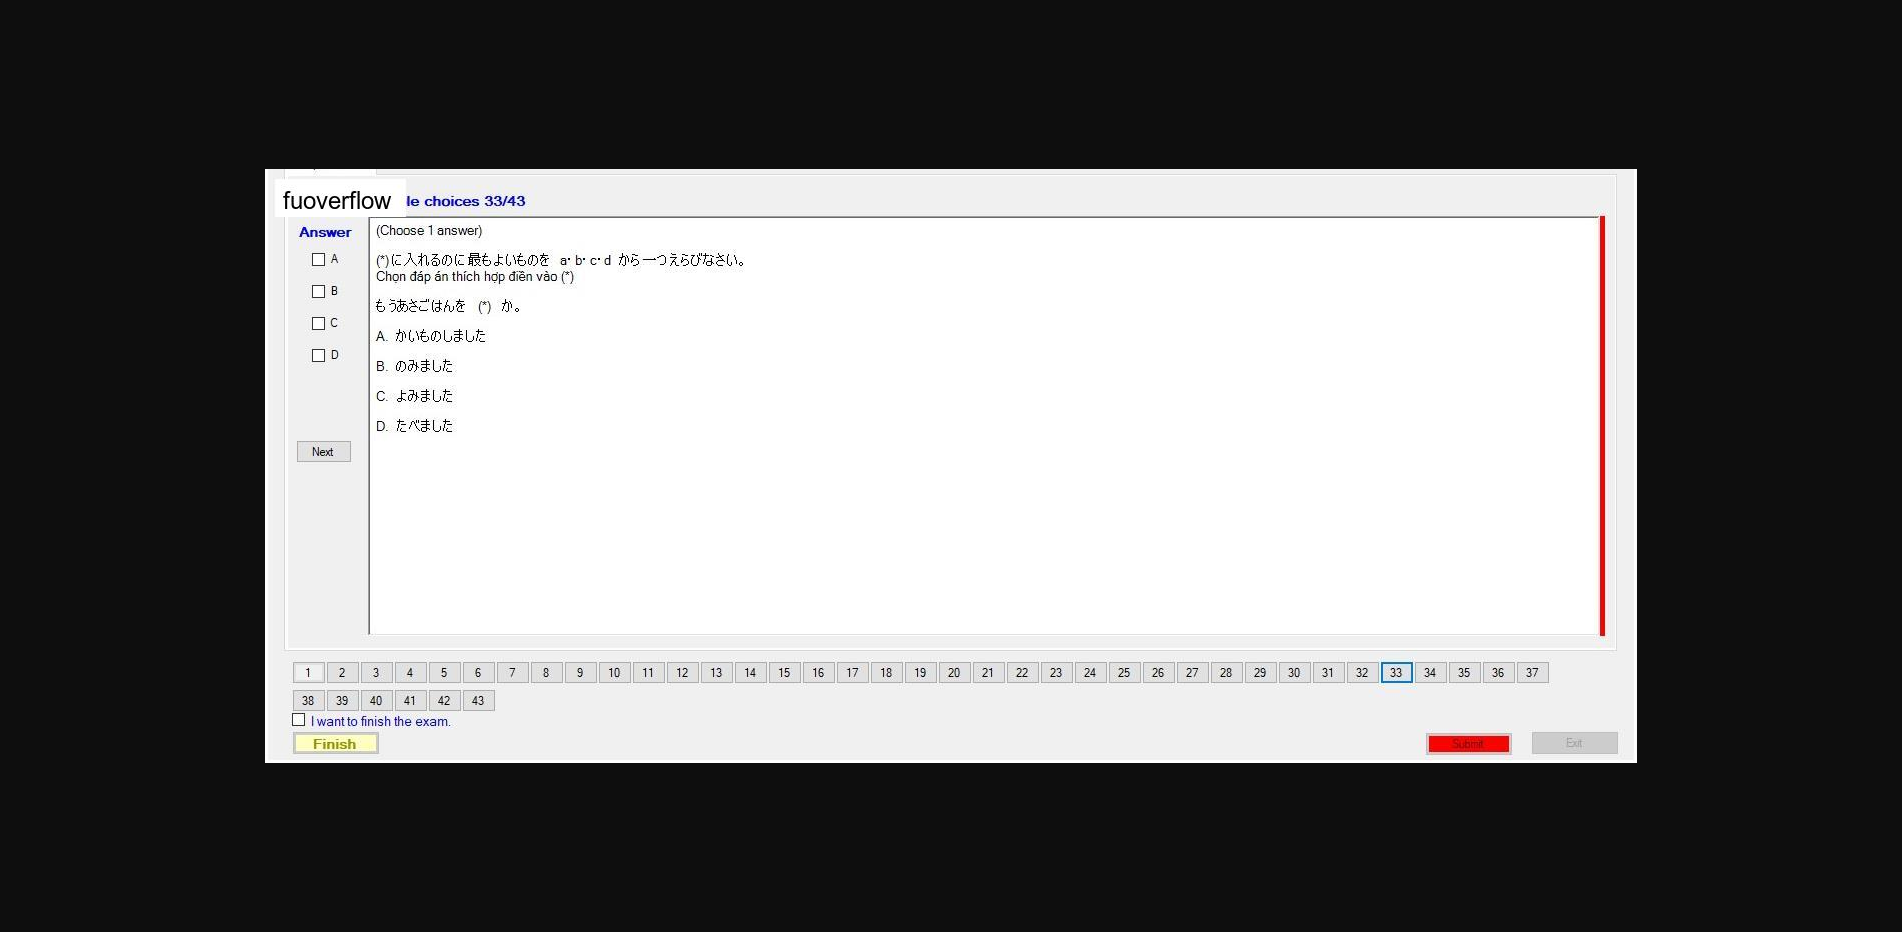 fuoverflow le choices 33/43
Answer
(Choose 1 answer)
(*)に入れるのに最もよいものを a・b・c・d から一つえらびなさい。
Chọn đáp án thích hợp điền vào (*)
もうあさごはんを (*) か。
A. かいものしました
B. のみました
C. よみました
D. たべました
A
B
C
D
Next
1 2 3 4 5 6 7 8 9 10 11 12 13 14 15 16 17 18 19 20 21 22 23 24 25 26 27 28 29 30 31 32 33 34 35 36 37
38 39 40 41 42 43
I want to finish the exam.
Finish Submit Exit